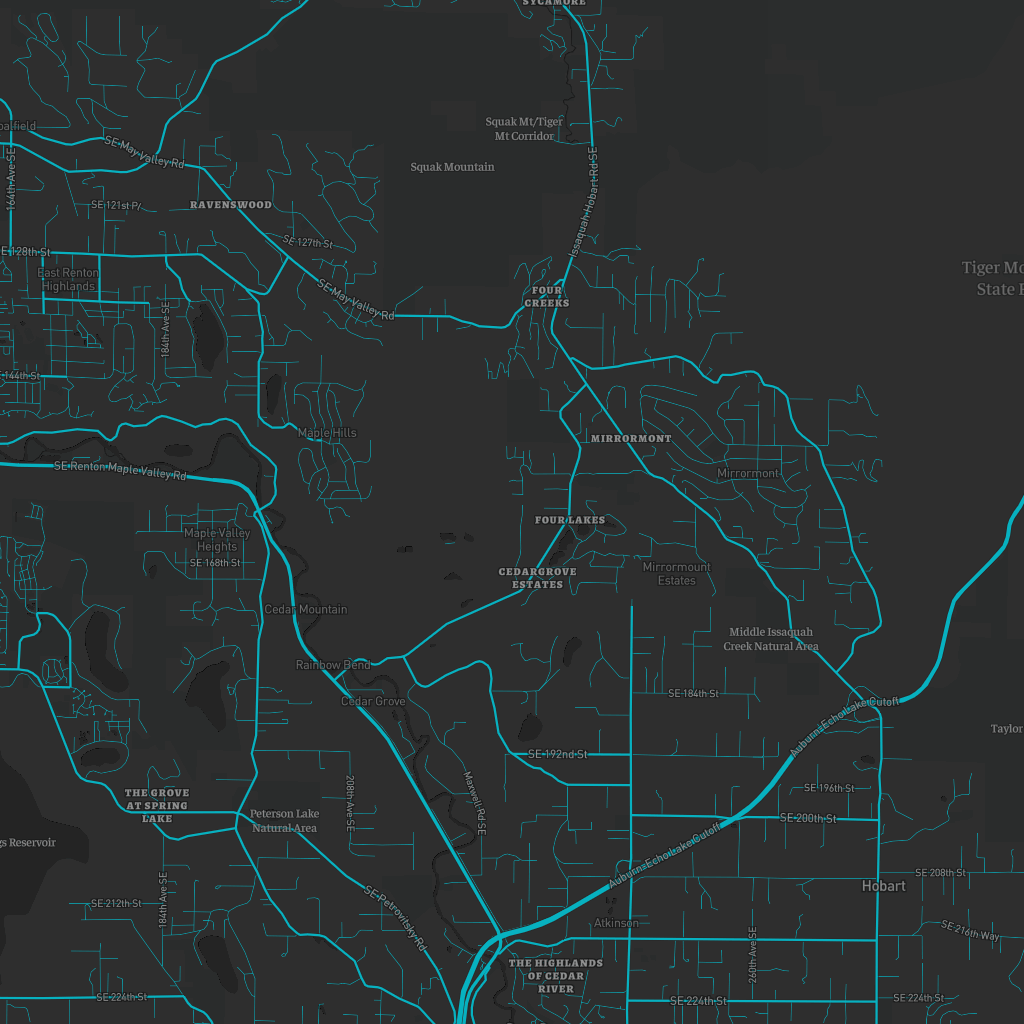 SYCAMORE
Squak Mt/Tiger
Mt Corridor
SE May Valley Rd
Squak Mountain
164th Ave SE
SE 121st Pl
RAVENSWOOD
Issaquah Hobart Rd SE
SE 127th St
E 128th St
East Renton
Highlands
Tiger Mo
State F
SE May Valley Rd
FOUR
CREEKS
184th Ave SE
144th St
Maple Hills
MIRRORMONT
SE Renton Maple Valley Rd
Mirrormont
FOUR LAKES
Maple Valley
Heights
SE 168th St
CEDARGROVE
ESTATES
Mirrormount
Estates
Cedar Mountain
Middle Issaquah
Creek Natural Area
Rainbow Bend
SE 184th St
Cedar Grove
Auburn-Echo Lake Cutoff
Taylor
SE 192nd St
THE GROVE
AT SPRING
LAKE
208th Ave SE
Maxwell Rd SE
SE 196th St
Peterson Lake
Natural Area
SE 200th St
gs Reservoir
Auburn-Echo Lake Cutoff
SE 208th St
Hobart
184th Ave SE
SE 212th St
SE Petrovitsky Rd
Atkinson
SE 216th Way
260th Ave SE
THE HIGHLANDS
OF CEDAR
RIVER
SE 224th St
SE 224th St
SE 224th St